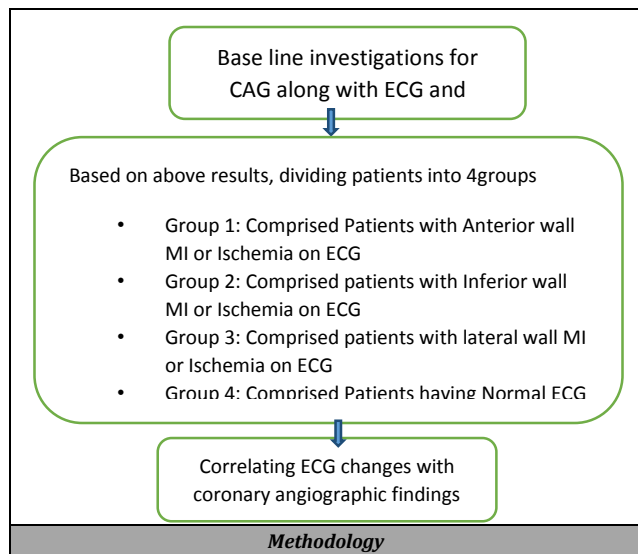 Base line investigations for
CAG along with ECG and
Based on above results, dividing patients into 4groups
• Group 1: Comprised Patients with Anterior wall
MI or Ischemia on ECG
• Group 2: Comprised patients with Inferior wall
MI or Ischemia on ECG
• Group 3: Comprised patients with lateral wall MI
or Ischemia on ECG
• Group 4: Comprised Patients having Normal ECG
Correlating ECG changes with
coronary angiographic findings
Methodology